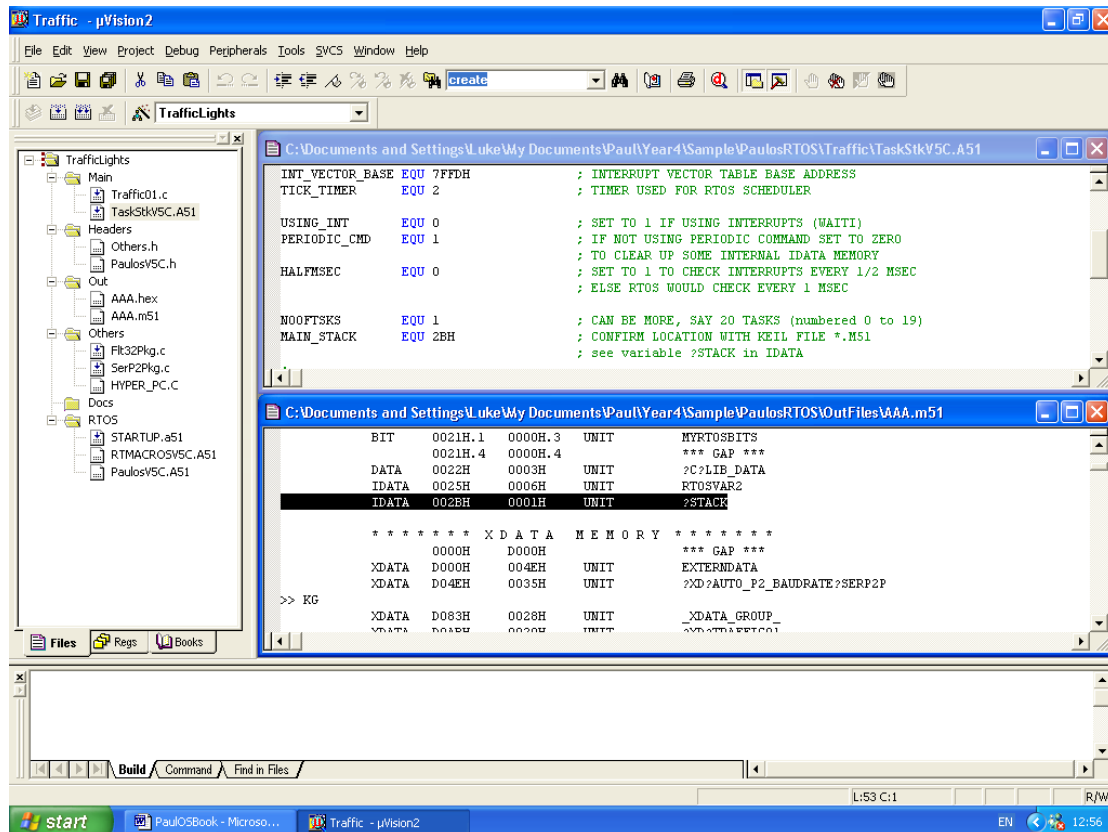 Traffic - µVision2
File Edit View Project Debug Peripherals Tools SVCS Window Help
create
TrafficLights
TrafficLights
Main
Traffic01.c
TaskStkV5C.A51
Headers
Others.h
PaulosV5C.h
Out
AAA.hex
AAA.m51
Others
Flt32Pkg.c
SerP2Pkg.c
HYPER_PC.C
Docs
RTOS
STARTUP.a51
RTMACROSV5C.A51
PaulosV5C.A51
Files Regs Books
C:\Documents and Settings\Luke\My Documents\Paul\Year4\Sample\PaulosRTOS\Traffic\TaskStkV5C.A51
INT_VECTOR_BASE EQU 7FFDH ; INTERRUPT VECTOR TABLE BASE ADDRESS
TICK_TIMER EQU 2 ; TIMER USED FOR RTOS SCHEDULER
USING_INT EQU 0 ; SET TO 1 IF USING INTERRUPTS (WAITI)
PERIODIC_CMD EQU 1 ; IF NOT USING PERIODIC COMMAND SET TO ZERO
; TO CLEAR UP SOME INTERNAL IDATA MEMORY
HALFMSEC EQU 0 ; SET TO 1 TO CHECK INTERRUPTS EVERY 1/2 MSEC
; ELSE RTOS WOULD CHECK EVERY 1 MSEC
NOOFTSKS EQU 1 ; CAN BE MORE, SAY 20 TASKS (numbered 0 to 19)
MAIN_STACK EQU 2BH ; CONFIRM LOCATION WITH KEIL FILE *.M51
; see variable ?STACK in IDATA
C:\Documents and Settings\Luke\My Documents\Paul\Year4\Sample\PaulosRTOS\OutFiles\AAA.m51
BIT 0021H.1 0000H.3 UNIT MYRTOSBITS
0021H.4 0000H.4 *** GAP ***
DATA 0022H 0003H UNIT ?C?LIB_DATA
IDATA 0025H 0006H UNIT RTOSVAR2
IDATA 002BH 0001H UNIT ?STACK
* * * * * * * X D A T A M E M O R Y * * * * * * *
0000H D000H *** GAP ***
XDATA D000H 004EH UNIT EXTERNDATA
XDATA D04EH 0035H UNIT ?XD?AUTO_P2_BAUDRATE?SERP2P
>> KG
XDATA D083H 0028H UNIT _XDATA_GROUP_
Build Command Find in Files
L:53 C:1 R/W
start PaulOSBook - Microso... Traffic - µVision2 EN 12:56